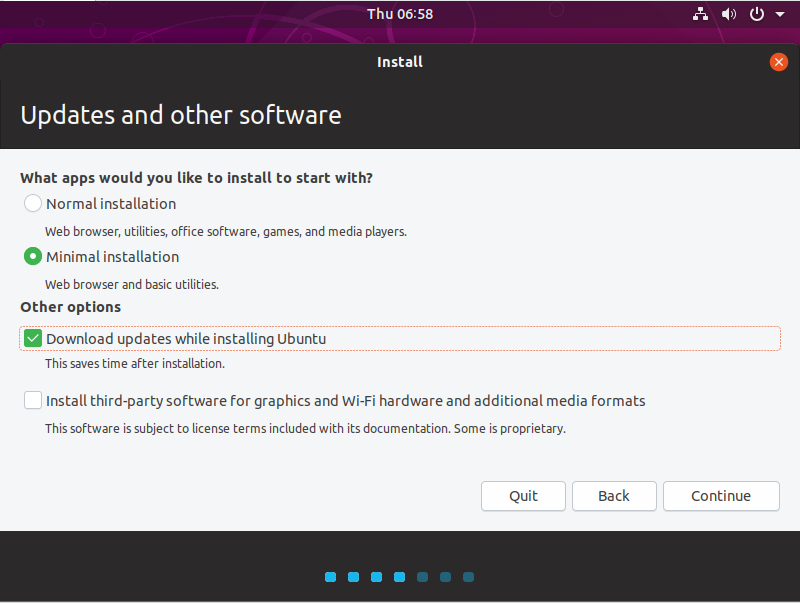 Thu 06:58
Install
Updates and other software
What apps would you like to install to start with?
Normal installation
Web browser, utilities, office software, games, and media players.
Minimal installation
Web browser and basic utilities.
Other options
Download updates while installing Ubuntu
This saves time after installation.
Install third-party software for graphics and Wi-Fi hardware and additional media formats
This software is subject to license terms included with its documentation. Some is proprietary.
Quit Back Continue